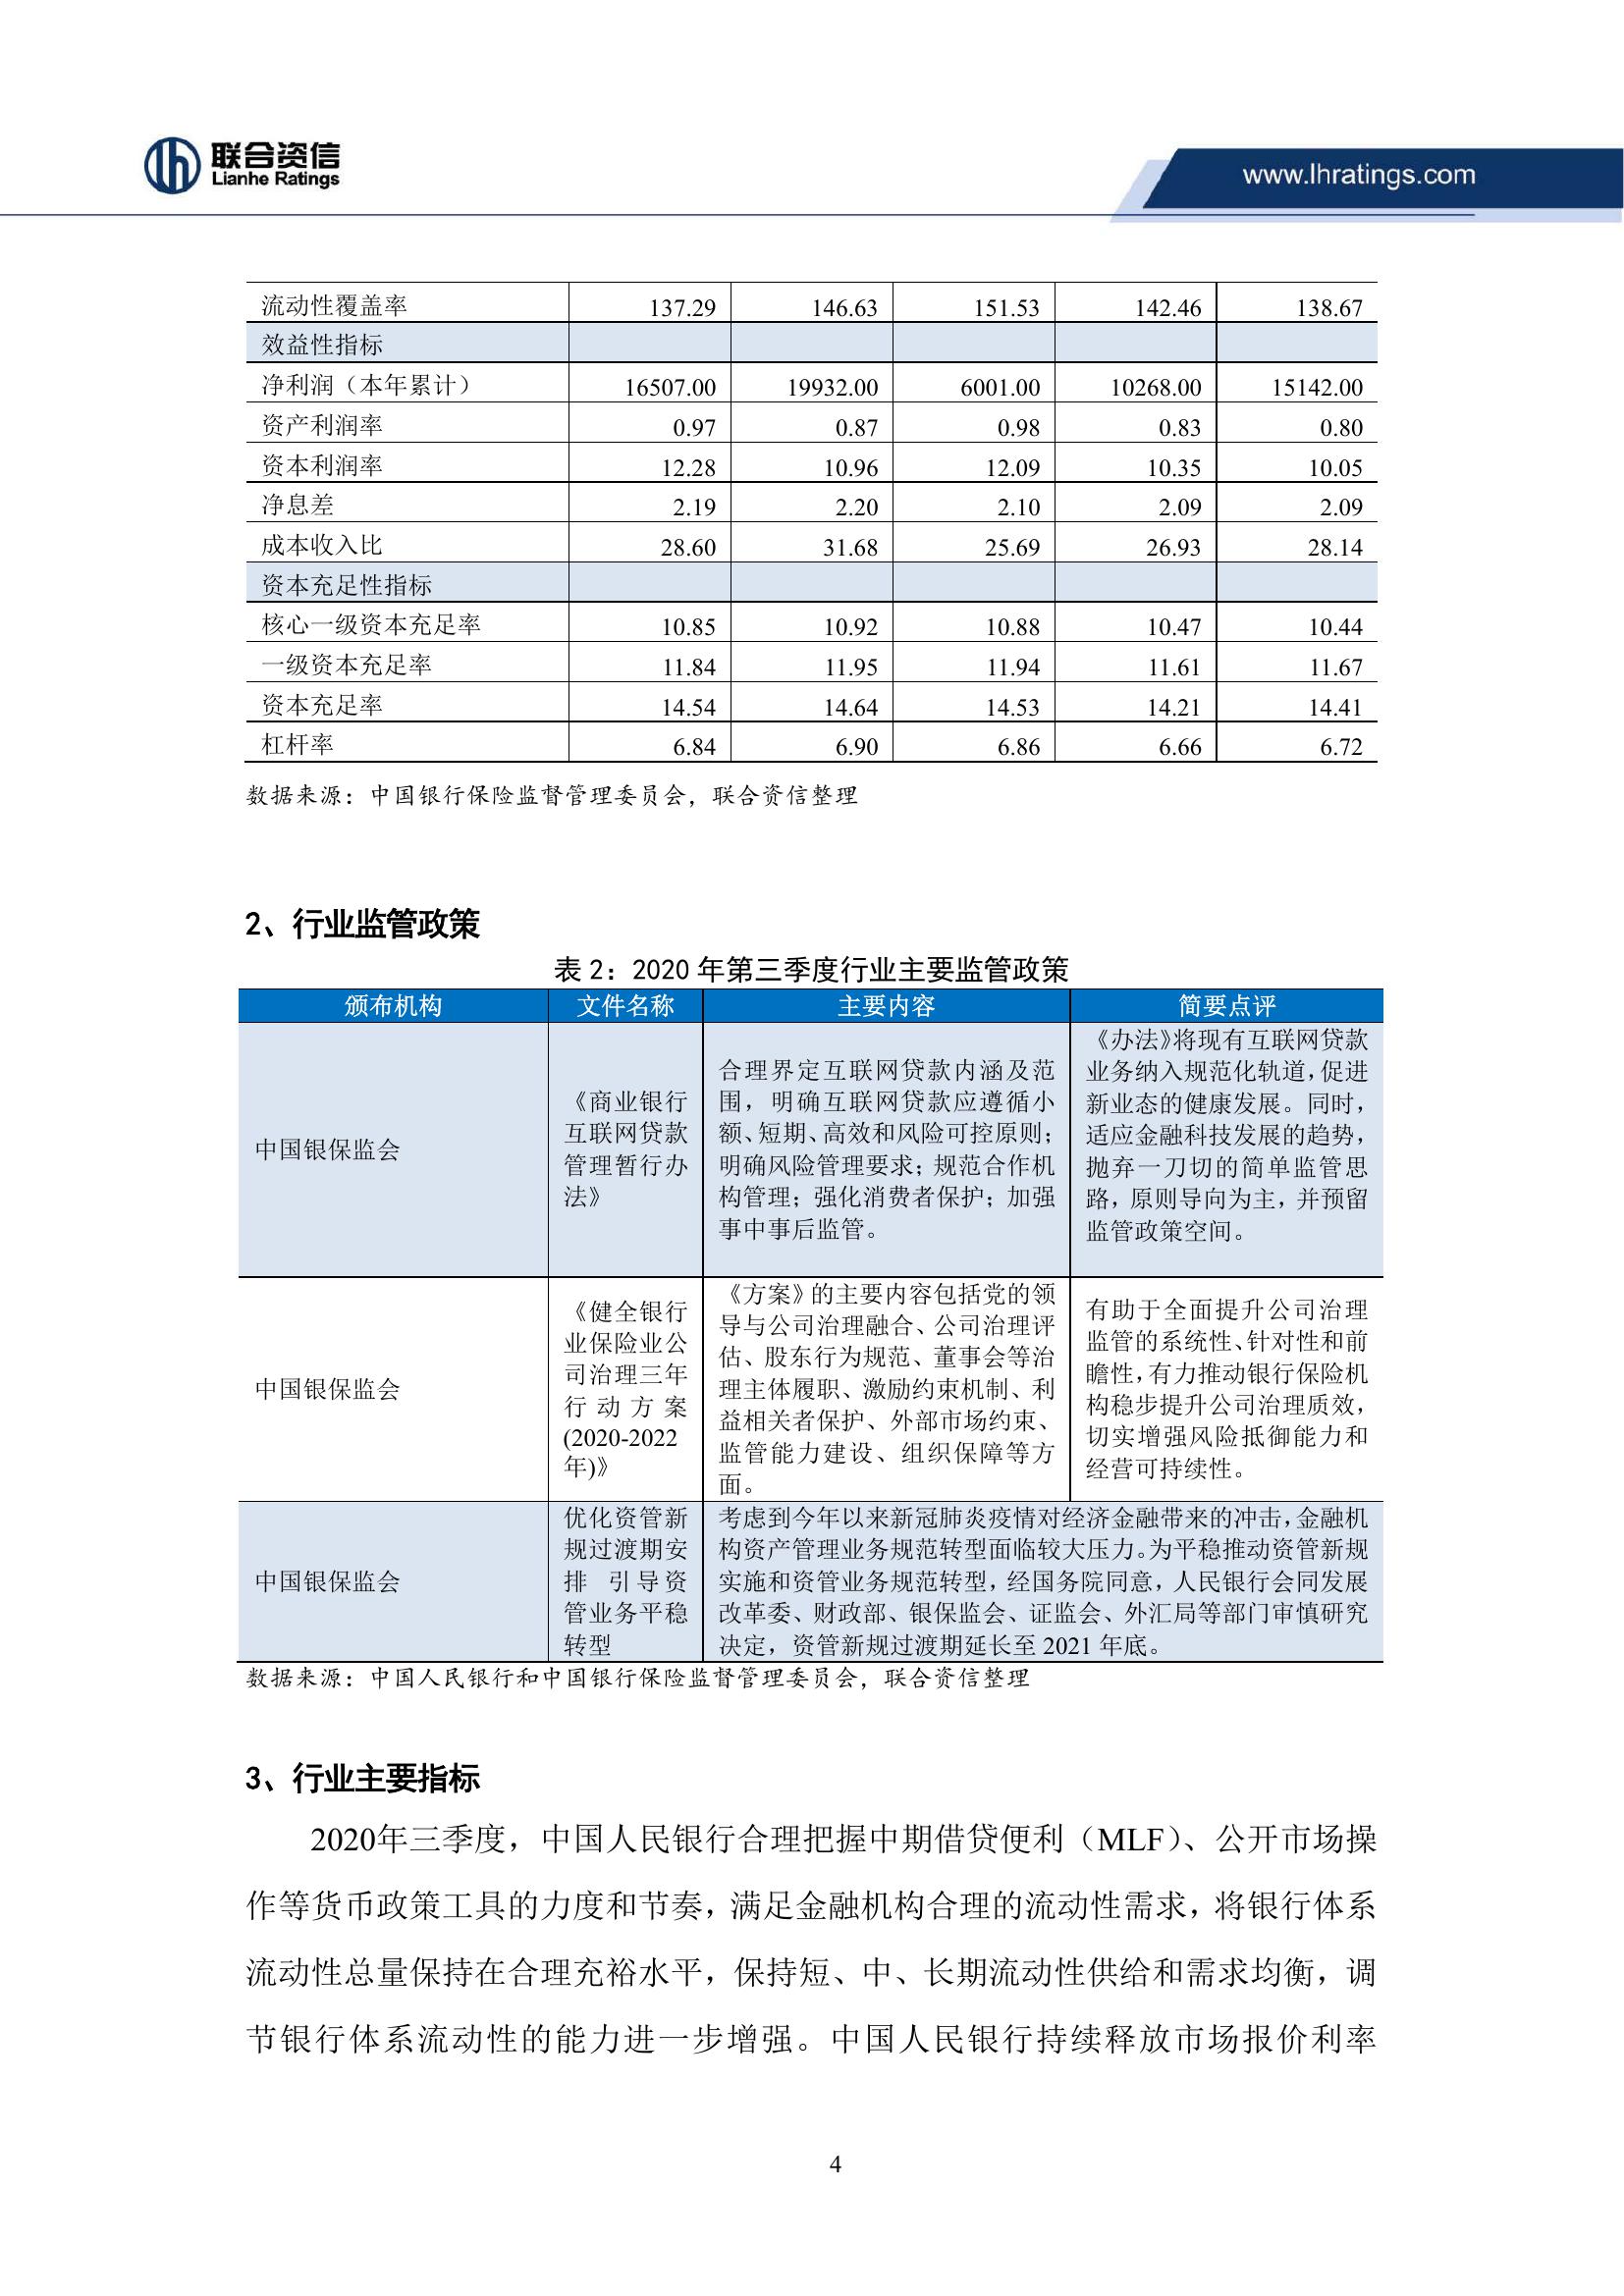 联合资信
Lianhe Ratings
www.lhratings.com
流动性覆盖率 137.29 146.63 151.53 142.46 138.67
效益性指标
净利润（本年累计） 16507.00 19932.00 6001.00 10268.00 15142.00
资产利润率 0.97 0.87 0.98 0.83 0.80
资本利润率 12.28 10.96 12.09 10.35 10.05
净息差 2.19 2.20 2.10 2.09 2.09
成本收入比 28.60 31.68 25.69 26.93 28.14
资本充足性指标
核心一级资本充足率 10.85 10.92 10.88 10.47 10.44
一级资本充足率 11.84 11.95 11.94 11.61 11.67
资本充足率 14.54 14.64 14.53 14.21 14.41
杠杆率 6.84 6.90 6.86 6.66 6.72
数据来源：中国银行保险监督管理委员会，联合资信整理
2、行业监管政策
表 2：2020 年第三季度行业主要监管政策
颁布机构 文件名称 主要内容 简要点评
中国银保监会
《商业银行
互联网贷款
管理暂行办
法》
合理界定互联网贷款内涵及范
围，明确互联网贷款应遵循小
额、短期、高效和风险可控原则；
明确风险管理要求；规范合作机
构管理；强化消费者保护；加强
事中事后监管。
《办法》将现有互联网贷款
业务纳入规范化轨道，促进
新业态的健康发展。同时，
适应金融科技发展的趋势，
抛弃一刀切的简单监管思
路，原则导向为主，并预留
监管政策空间。
中国银保监会
《健全银行
业保险业公
司治理三年
行动方案
(2020-2022
年)》
《方案》的主要内容包括党的领
导与公司治理融合、公司治理评
估、股东行为规范、董事会等治
理主体履职、激励约束机制、利
益相关者保护、外部市场约束、
监管能力建设、组织保障等方
面。
有助于全面提升公司治理
监管的系统性、针对性和前
瞻性，有力推动银行保险机
构稳步提升公司治理质效，
切实增强风险抵御能力和
经营可持续性。
中国银保监会
优化资管新
规过渡期安
排 引导资
管业务平稳
转型
考虑到今年以来新冠肺炎疫情对经济金融带来的冲击，金融机
构资产管理业务规范转型面临较大压力。为平稳推动资管新规
实施和资管业务规范转型，经国务院同意，人民银行会同发展
改革委、财政部、银保监会、证监会、外汇局等部门审慎研究
决定，资管新规过渡期延长至 2021 年底。
数据来源：中国人民银行和中国银行保险监督管理委员会，联合资信整理
3、行业主要指标
2020年三季度，中国人民银行合理把握中期借贷便利（MLF）、公开市场操
作等货币政策工具的力度和节奏，满足金融机构合理的流动性需求，将银行体系
流动性总量保持在合理充裕水平，保持短、中、长期流动性供给和需求均衡，调
节银行体系流动性的能力进一步增强。中国人民银行持续释放市场报价利率
4